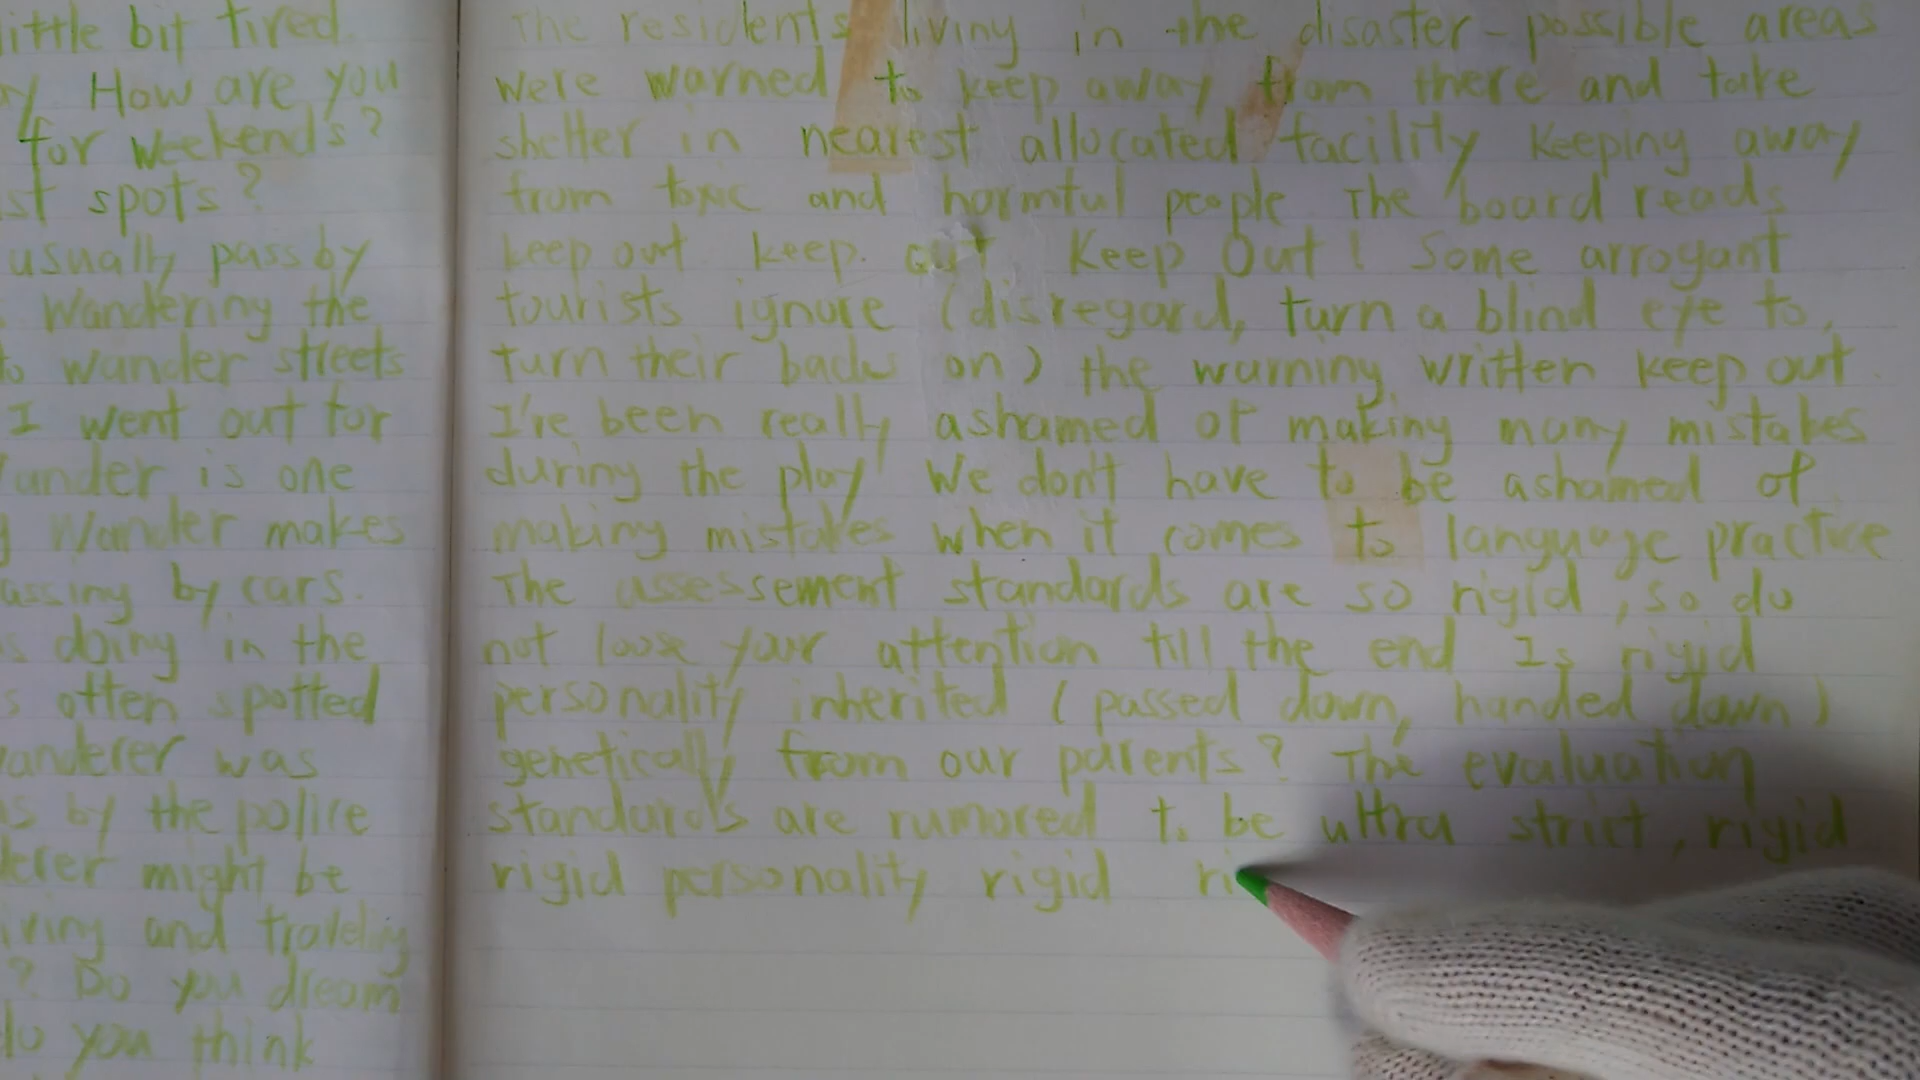 little bit tired.
How are you
for weekends?
st spots?
usually pass by
Wandering the
to wander streets
I went out for
ander is one
Wander makes
assing by cars.
s doing in the
s often spotted
anderer was
s by the police
derer might be
iving and traveling
? Do you dream
do you think
The residents living in the disaster-possible areas
were warned to keep away from there and take
shelter in nearest allocated facility keeping away
from toxic and harmful people The board reads
keep out keep. out Keep Out! Some arrogant
tourists ignore (disregard, turn a blind eye to,
turn their backs on) the warning written keep out.
I've been really ashamed of making many mistakes
during the play We don't have to be ashamed of
making mistakes when it comes to language practice
The assessement standards are so rigid, so do
not loose your attention till the end Is rigid
personality inherited (passed down, handed down)
genetically from our parents? The evaluation
standards are rumored to be ultra strict, rigid
rigid personality rigid ri